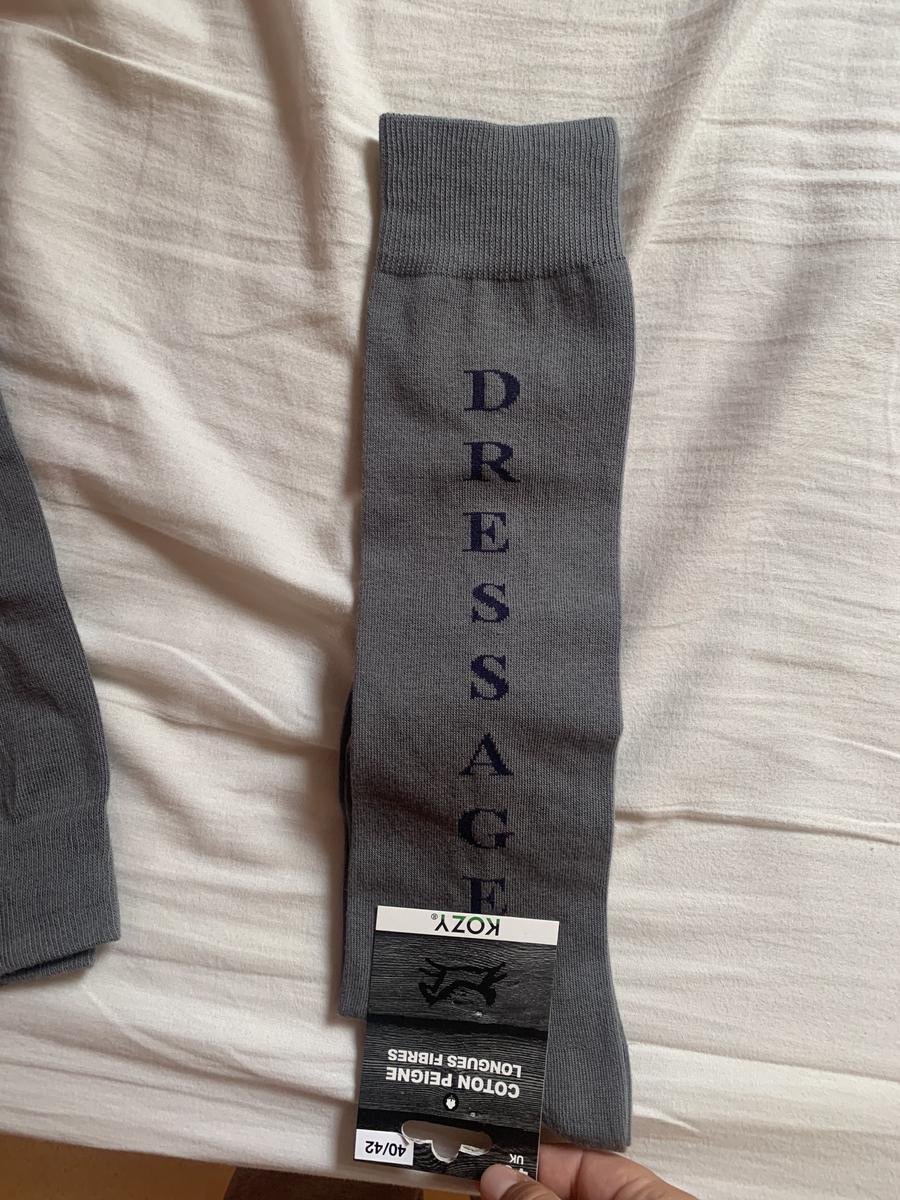 DRESSAGE
KOZY®
COTON PEIGNE
LONGUES FIBRES
40/42
UK